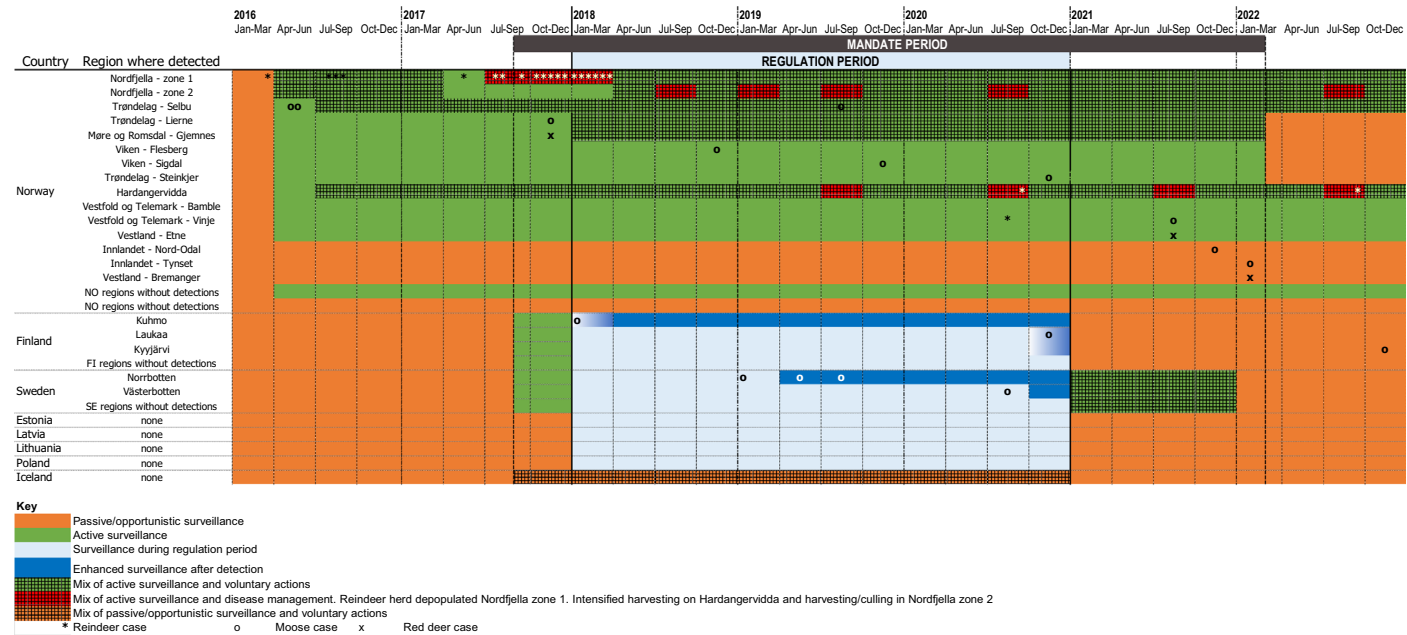 2016 2017 2018 2019 2020 2021 2022
Jan-Mar Apr-Jun Jul-Sep Oct-Dec Apr-Jun Jul-Sep Oct-Dec Jan-Mar Apr-Jun Jul-Sep Oct-Dec Jan-Mar Apr-Jun Jul-Sep Oct-Dec Jan-Mar Apr-Jun Jul-Sep Oct-Dec Jan-Mar Apr-Jun Jul-Sep Oct-Dec Jan-Mar Apr-Jun Jul-Sep Oct-Dec
MANDATE PERIOD
Country Region where detected REGULATION PERIOD
Nordfjella - zone 1 * *** * ** * ***** ******
Nordfjella - zone 2
Trøndelag - Selbu oo o
Trøndelag - Lierne o
Møre og Romsdal - Gjemnes x
Viken - Flesberg o
Viken - Sigdal o
Trøndelag - Steinkjer o
Norway Hardangervidda * *
Vestfold og Telemark - Bamble
Vestfold og Telemark - Vinje * o
Vestland - Etne x
Innlandet - Nord-Odal o
Innlandet - Tynset o
Vestland - Bremanger x
NO regions without detections
NO regions without detections
Kuhmo o
Finland Laukaa o
Kyyjärvi o
FI regions without detections
Norrbotten o o o
Sweden Västerbotten o
SE regions without detections
Estonia none
Latvia none
Lithuania none
Poland none
Iceland none
Key
Passive/opportunistic surveillance
Active surveillance
Surveillance during regulation period
Enhanced surveillance after detection
Mix of active surveillance and voluntary actions
Mix of active surveillance and disease management. Reindeer herd depopulated Nordfjella zone 1. Intensified harvesting on Hardangervidda and harvesting/culling in Nordfjella zone 2
Mix of passive/opportunistic surveillance and voluntary actions
* Reindeer case o Moose case x Red deer case